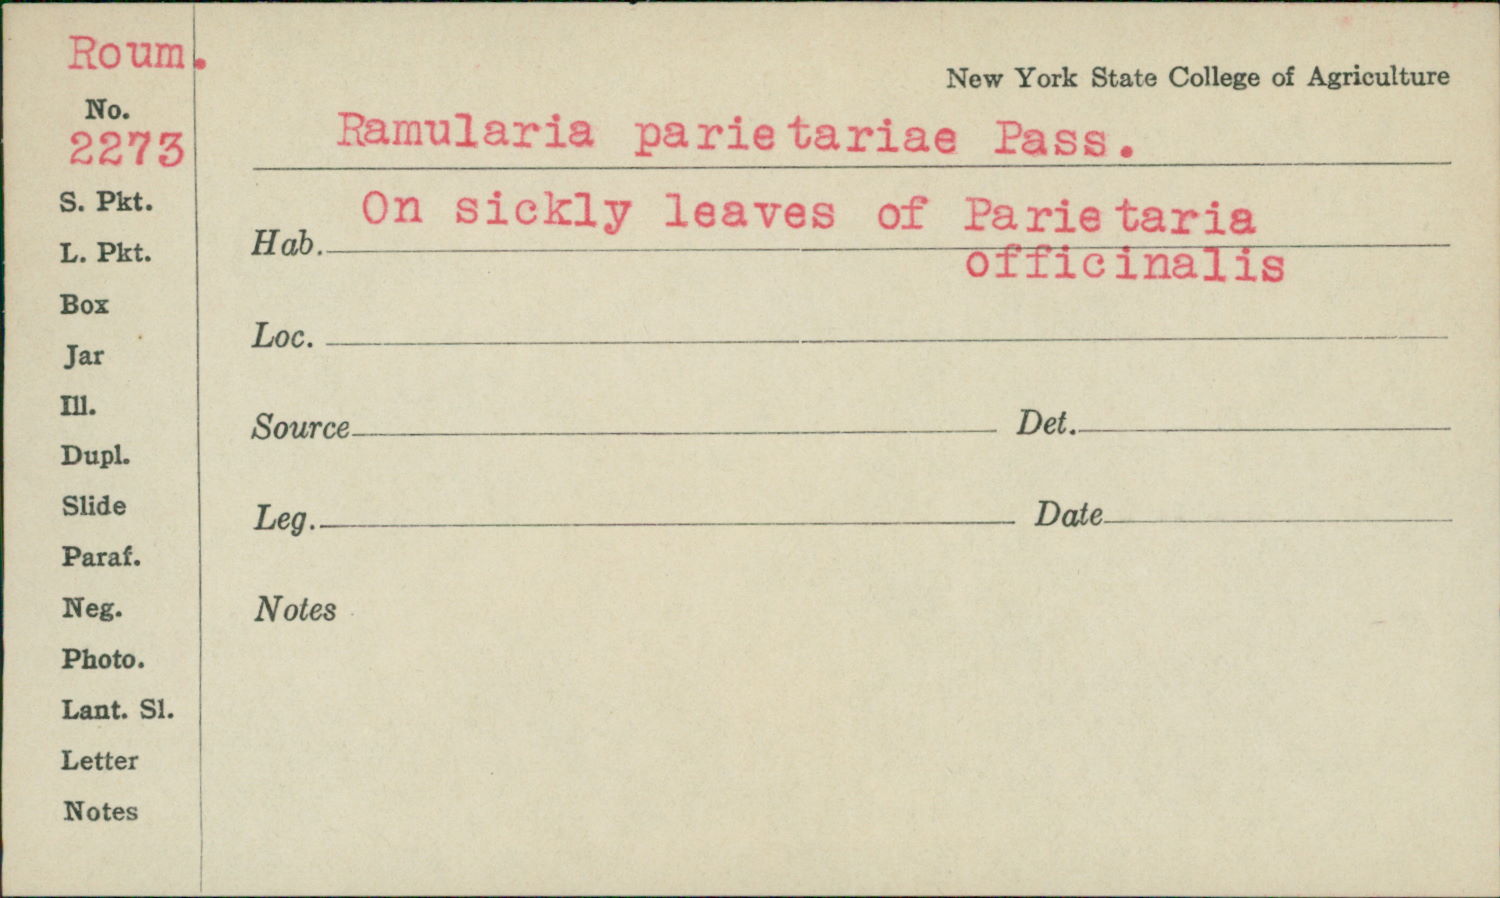 Roum.
New York State College of Agriculture
No.
2273
Ramularia parietariae Pass.
S. Pkt.
Hab. On sickly leaves of Parietaria
officinalis
L. Pkt.
Box
Loc.
Jar
Ill.
Source Det.
Dupl.
Slide
Leg. Date
Paraf.
Neg.
Notes
Photo.
Lant. Sl.
Letter
Notes